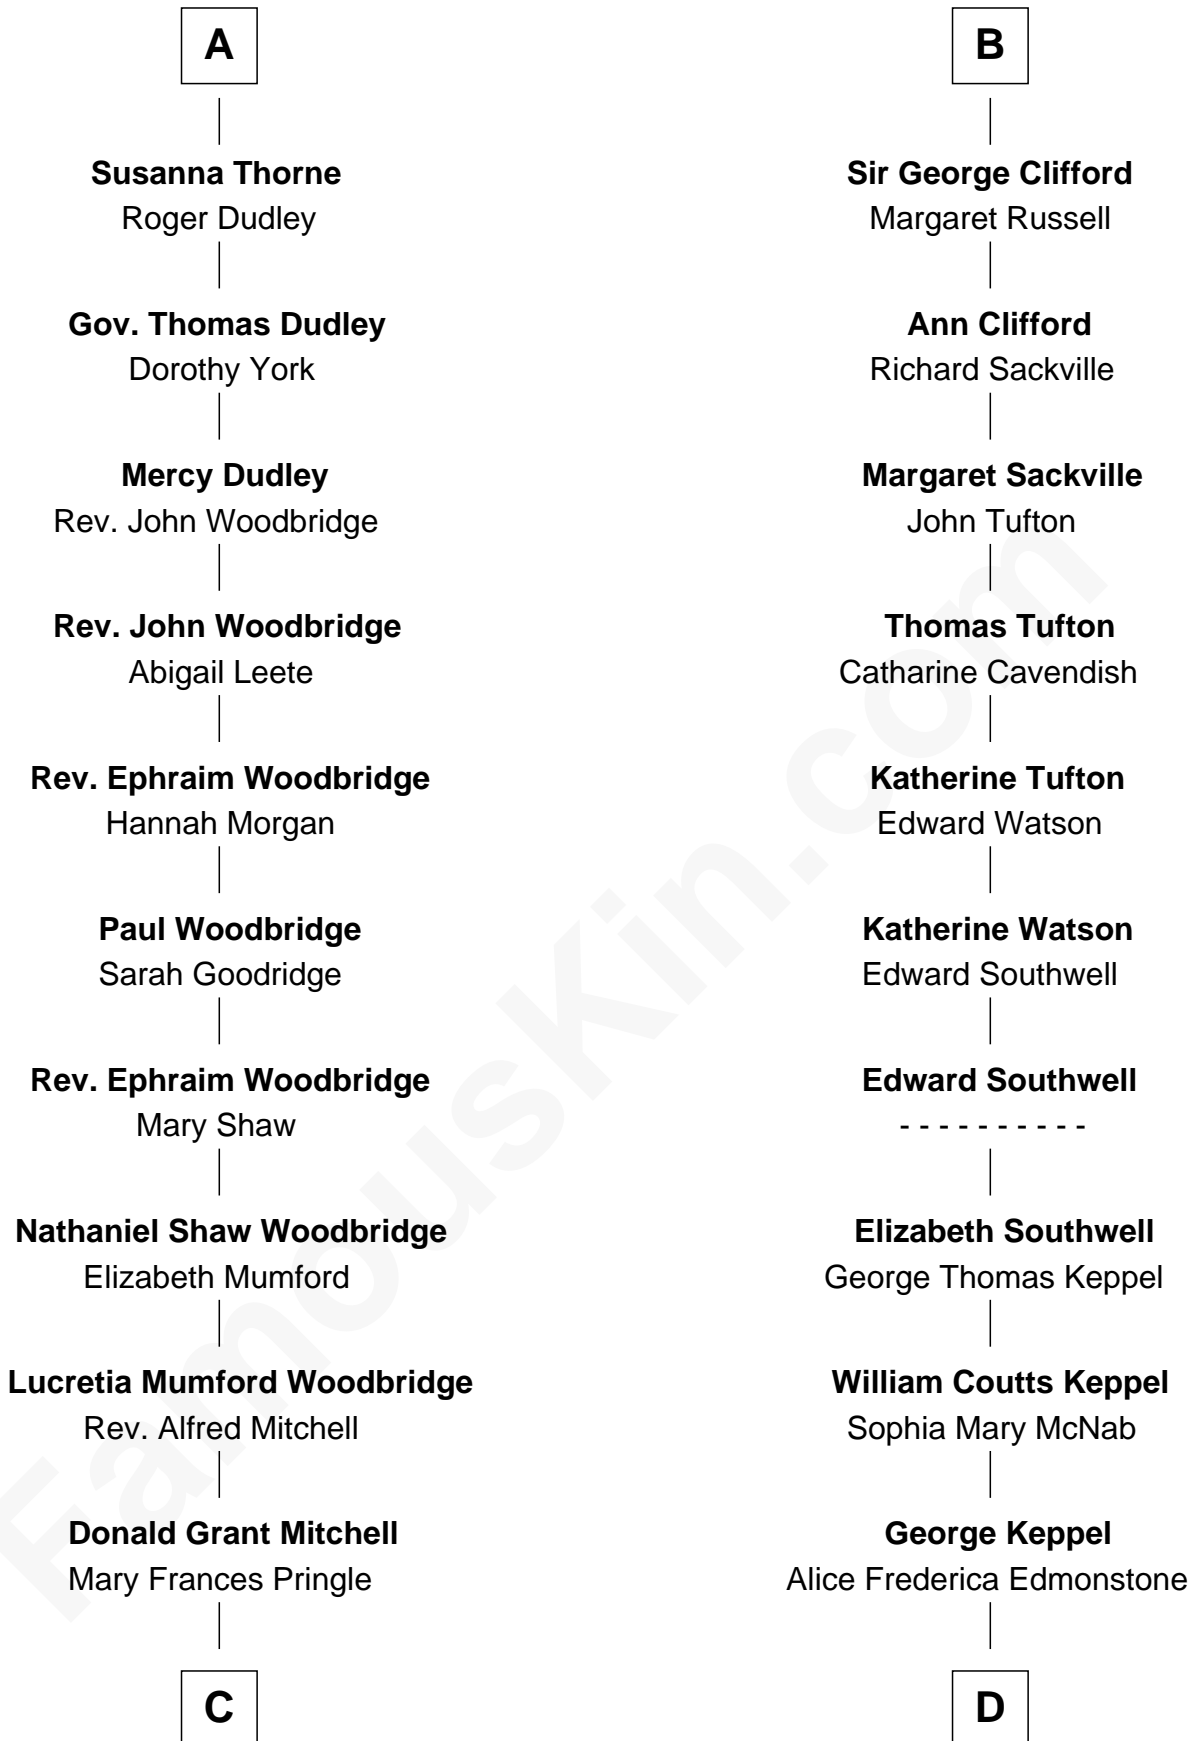 A
Susanna Thorne
Roger Dudley
Gov. Thomas Dudley
Dorothy York
Mercy Dudley
Rev. John Woodbridge
Rev. John Woodbridge
Abigail Leete
Rev. Ephraim Woodbridge
Hannah Morgan
Paul Woodbridge
Sarah Goodridge
Rev. Ephraim Woodbridge
Mary Shaw
Nathaniel Shaw Woodbridge
Elizabeth Mumford
Lucretia Mumford Woodbridge
Rev. Alfred Mitchell
Donald Grant Mitchell
Mary Frances Pringle
C
B
Sir George Clifford
Margaret Russell
Ann Clifford
Richard Sackville
Margaret Sackville
John Tufton
Thomas Tufton
Catharine Cavendish
Katherine Tufton
Edward Watson
Katherine Watson
Edward Southwell
Edward Southwell
- - - - - - - - - -
Elizabeth Southwell
George Thomas Keppel
William Coutts Keppel
Sophia Mary McNab
George Keppel
Alice Frederica Edmonstone
D
FamousKin.com